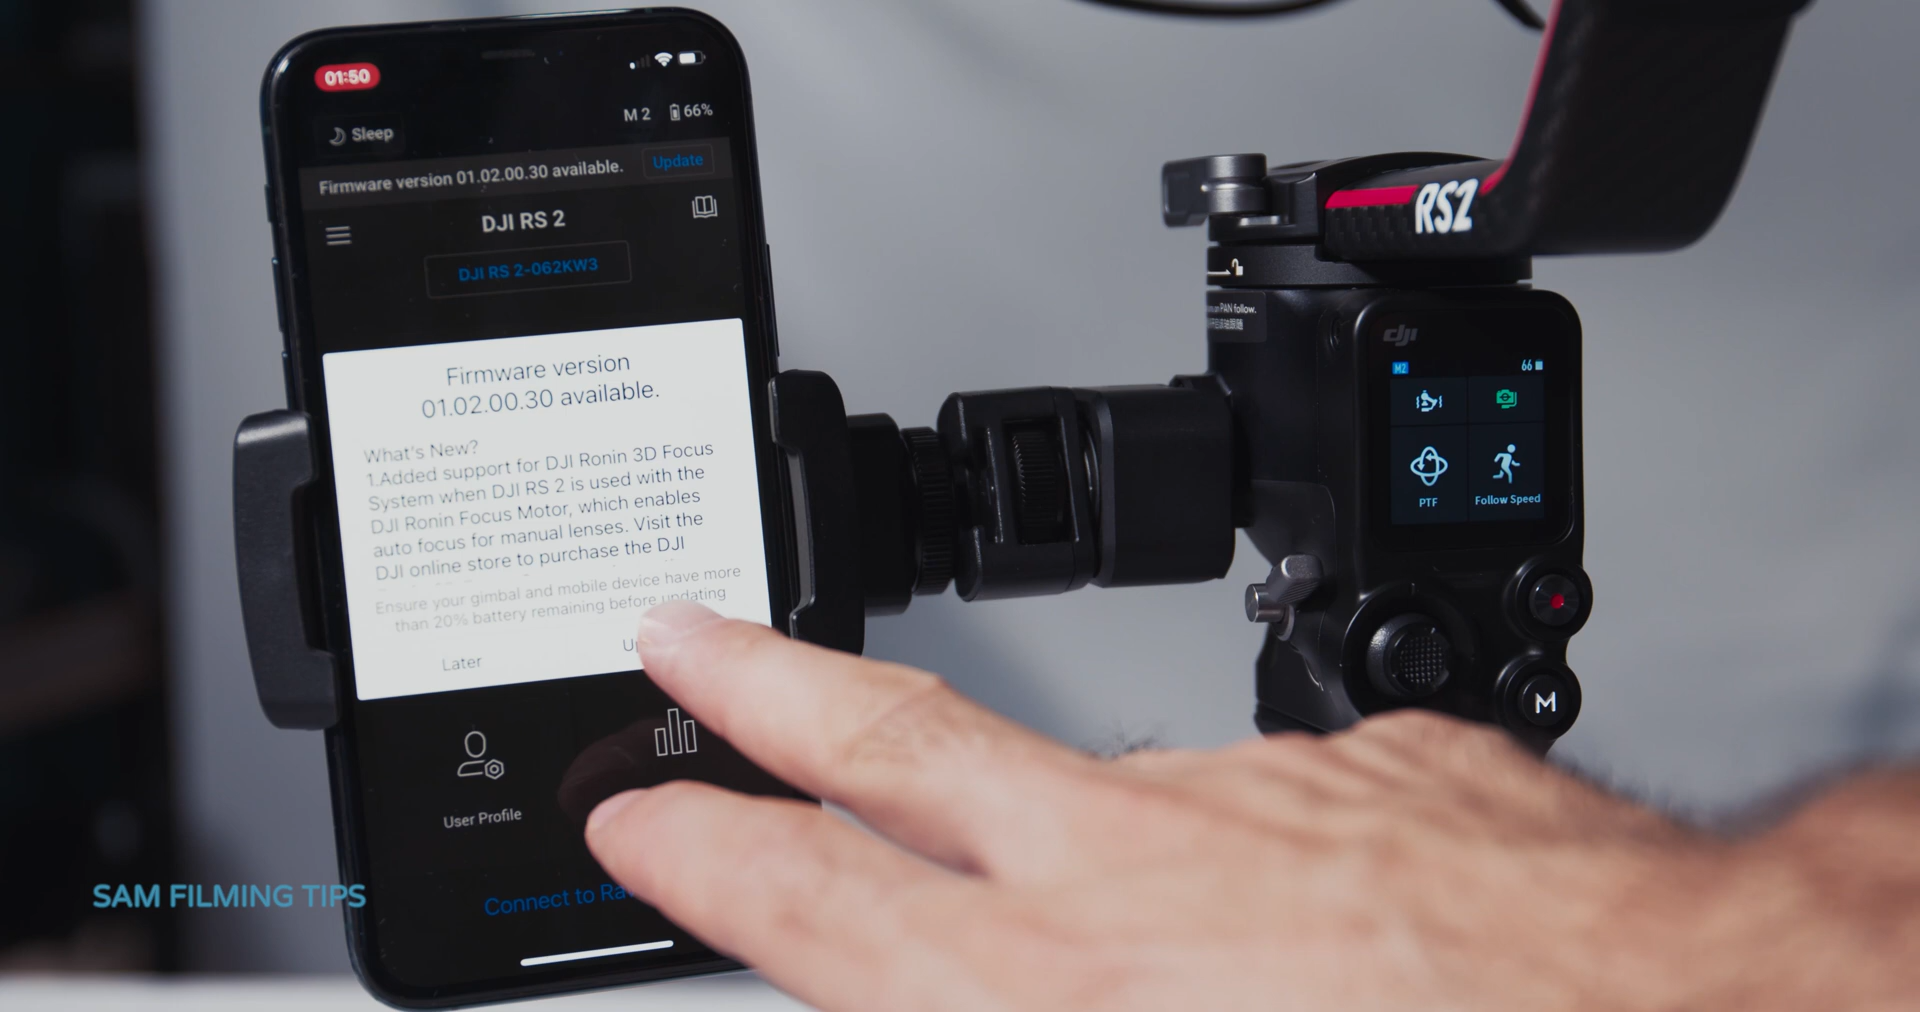 01:50
M 2 66%
Sleep
Firmware version 01.02.00.30 available. Update
DJI RS 2
DJI RS 2-062KW3
Firmware version
01.02.00.30 available.
What's New?
1.Added support for DJI Ronin 3D Focus
System when DJI RS 2 is used with the
DJI Ronin Focus Motor, which enables
auto focus for manual lenses. Visit the
DJI online store to purchase the DJI
Ensure your gimbal and mobile device have more
than 20% battery remaining before updating
Later
User Profile
Connect to
SAM FILMING TIPS
RS2
PAN follow.
dji
M2 66
PTF Follow Speed
M